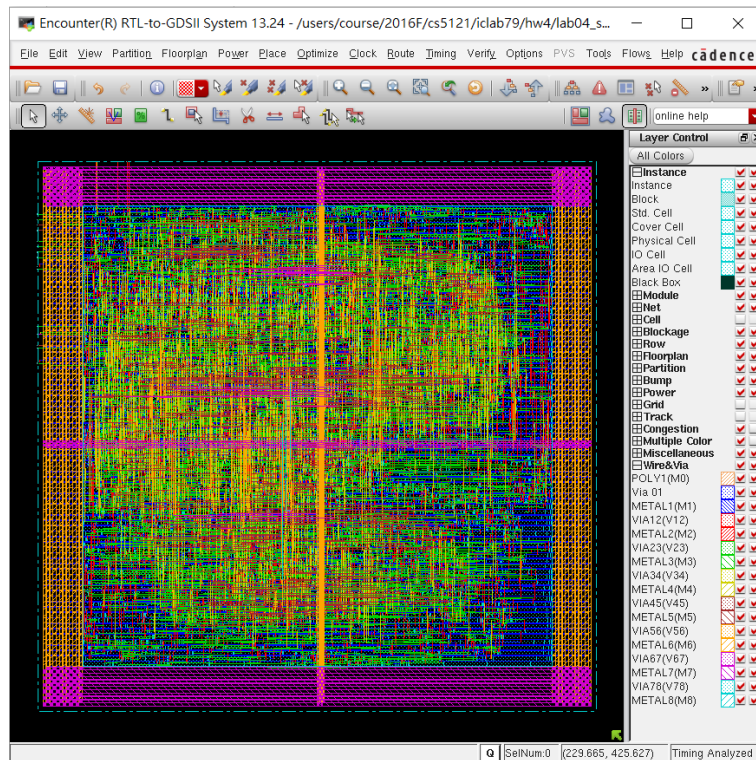 Encounter(R) RTL-to-GDSII System 13.24 - /users/course/2016F/cs5121/iclab79/hw4/lab04_s...
File Edit View Partition Floorplan Power Place Optimize Clock Route Timing Verify Options PVS Tools Flows Help cādence
» »
online help
Layer Control
All Colors
Instance
Instance
Block
Std. Cell
Cover Cell
Physical Cell
IO Cell
Area IO Cell
Black Box
Module
Net
Cell
Blockage
Row
Floorplan
Partition
Bump
Power
Grid
Track
Congestion
Multiple Color
Miscellaneous
Wire&Via
POLY1(M0)
Via 01
METAL1(M1)
VIA12(V12)
METAL2(M2)
VIA23(V23)
METAL3(M3)
VIA34(V34)
METAL4(M4)
VIA45(V45)
METAL5(M5)
VIA56(V56)
METAL6(M6)
VIA67(V67)
METAL7(M7)
VIA78(V78)
METAL8(M8)
Q SelNum:0 (229.665, 425.627) Timing Analyzed